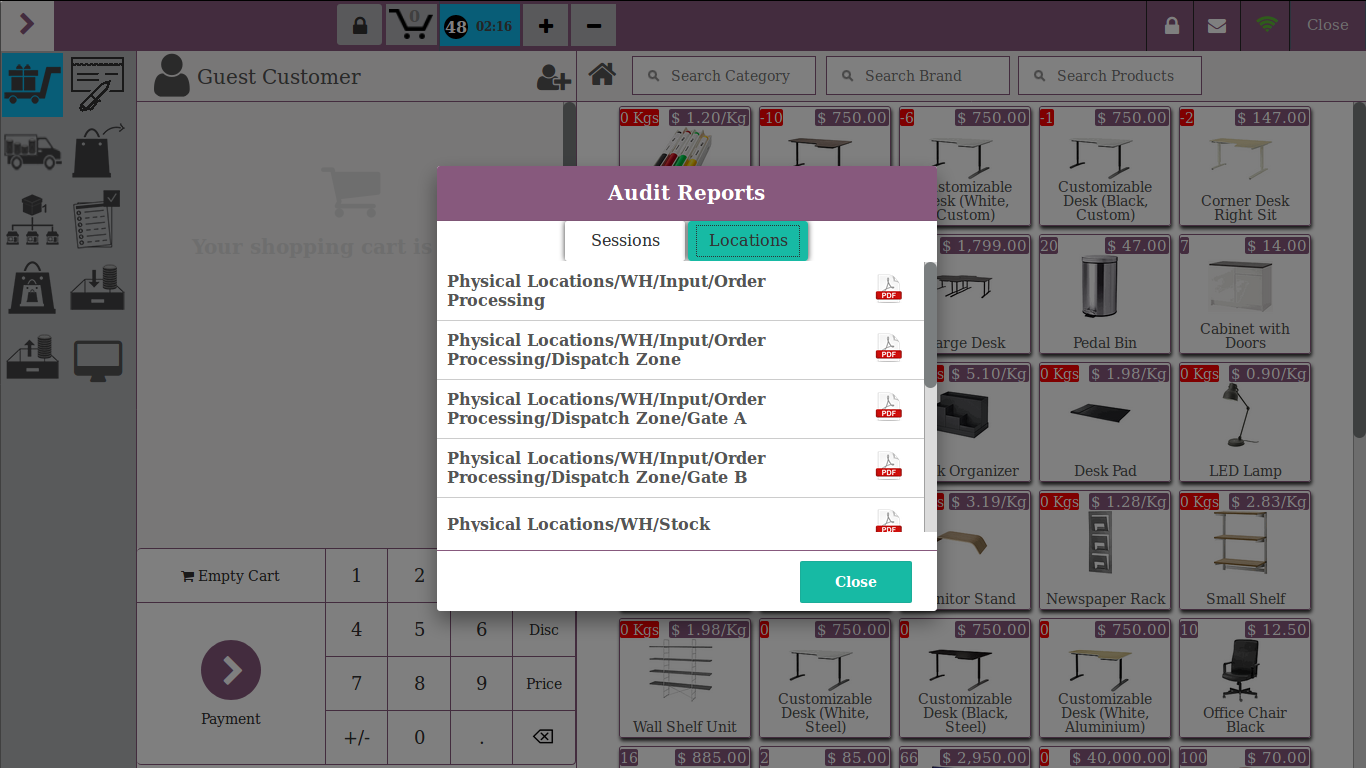 0
48 02:16
Close
Guest Customer
Search Category
Search Brand
Search Products
Your shopping cart is
Empty Cart
1
2
4
5
6
Disc
7
8
9
Price
+/-
0
.
Payment
0 Kgs $ 1.20/Kg
-10 $ 750.00
-6 $ 750.00
stomizable
esk (White,
Custom)
-1 $ 750.00
Customizable
Desk (Black,
Custom)
-2 $ 147.00
Corner Desk
Right Sit
$ 1,799.00
arge Desk
20 $ 47.00
Pedal Bin
7 $ 14.00
Cabinet with
Doors
$ 5.10/Kg
k Organizer
0 Kgs $ 1.98/Kg
Desk Pad
0 Kgs $ 0.90/Kg
LED Lamp
$ 3.19/Kg
nitor Stand
0 Kgs $ 1.28/Kg
Newspaper Rack
0 Kgs $ 2.83/Kg
Small Shelf
0 Kgs $ 1.98/Kg
Wall Shelf Unit
0 $ 750.00
Customizable
Desk (White,
Steel)
0 $ 750.00
Customizable
Desk (Black,
Steel)
0 $ 750.00
Customizable
Desk (White,
Aluminium)
10 $ 12.50
Office Chair
Black
16 $ 885.00
2 $ 85.00
66 $ 2,950.00
0 $ 40,000.00
100 $ 70.00
Audit Reports
Sessions
Locations
Physical Locations/WH/Input/Order
Processing
PDF
Physical Locations/WH/Input/Order
Processing/Dispatch Zone
PDF
Physical Locations/WH/Input/Order
Processing/Dispatch Zone/Gate A
PDF
Physical Locations/WH/Input/Order
Processing/Dispatch Zone/Gate B
PDF
Physical Locations/WH/Stock
PDF
Close